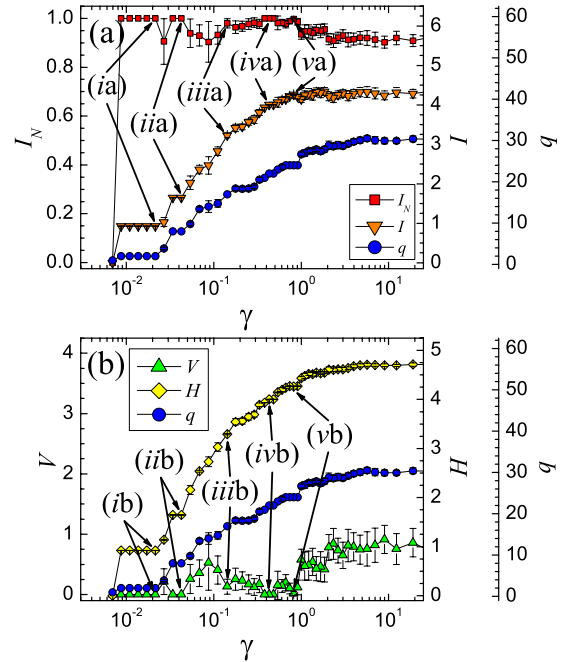 (a)
1.0
0.8
0.6
0.4
0.2
0.0
I_N
6
5
4
3
2
1
0
I
60
50
40
30
20
10
0
q
(ia)
(iia)
(iiia)
(iva)
(va)
I_N
I
q
10^-2
10^-1
10^0
10^1
γ
(b)
4
3
2
1
0
V
5
4
3
2
1
0
H
60
50
40
30
20
10
0
q
V
H
q
(ib)
(iib)
(iiib)
(ivb)
(vb)
10^-2
10^-1
10^0
10^1
γ